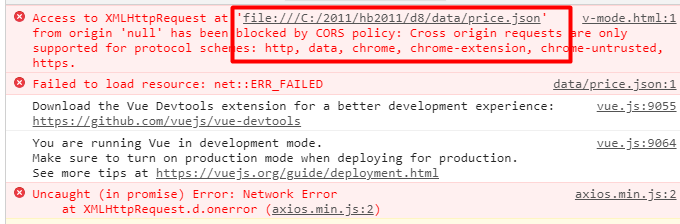 Access to XMLHttpRequest at 'file:///C:/2011/hb2011/d8/data/price.json' v-mode.html:1
from origin 'null' has been blocked by CORS policy: Cross origin requests are only
supported for protocol schemes: http, data, chrome, chrome-extension, chrome-untrusted,
https.
Failed to load resource: net::ERR_FAILED data/price.json:1
Download the Vue Devtools extension for a better development experience: vue.js:9055
https://github.com/vuejs/vue-devtools
You are running Vue in development mode. vue.js:9064
Make sure to turn on production mode when deploying for production.
See more tips at https://vuejs.org/guide/deployment.html
Uncaught (in promise) Error: Network Error axios.min.js:2
at XMLHttpRequest.d.onerror (axios.min.js:2)